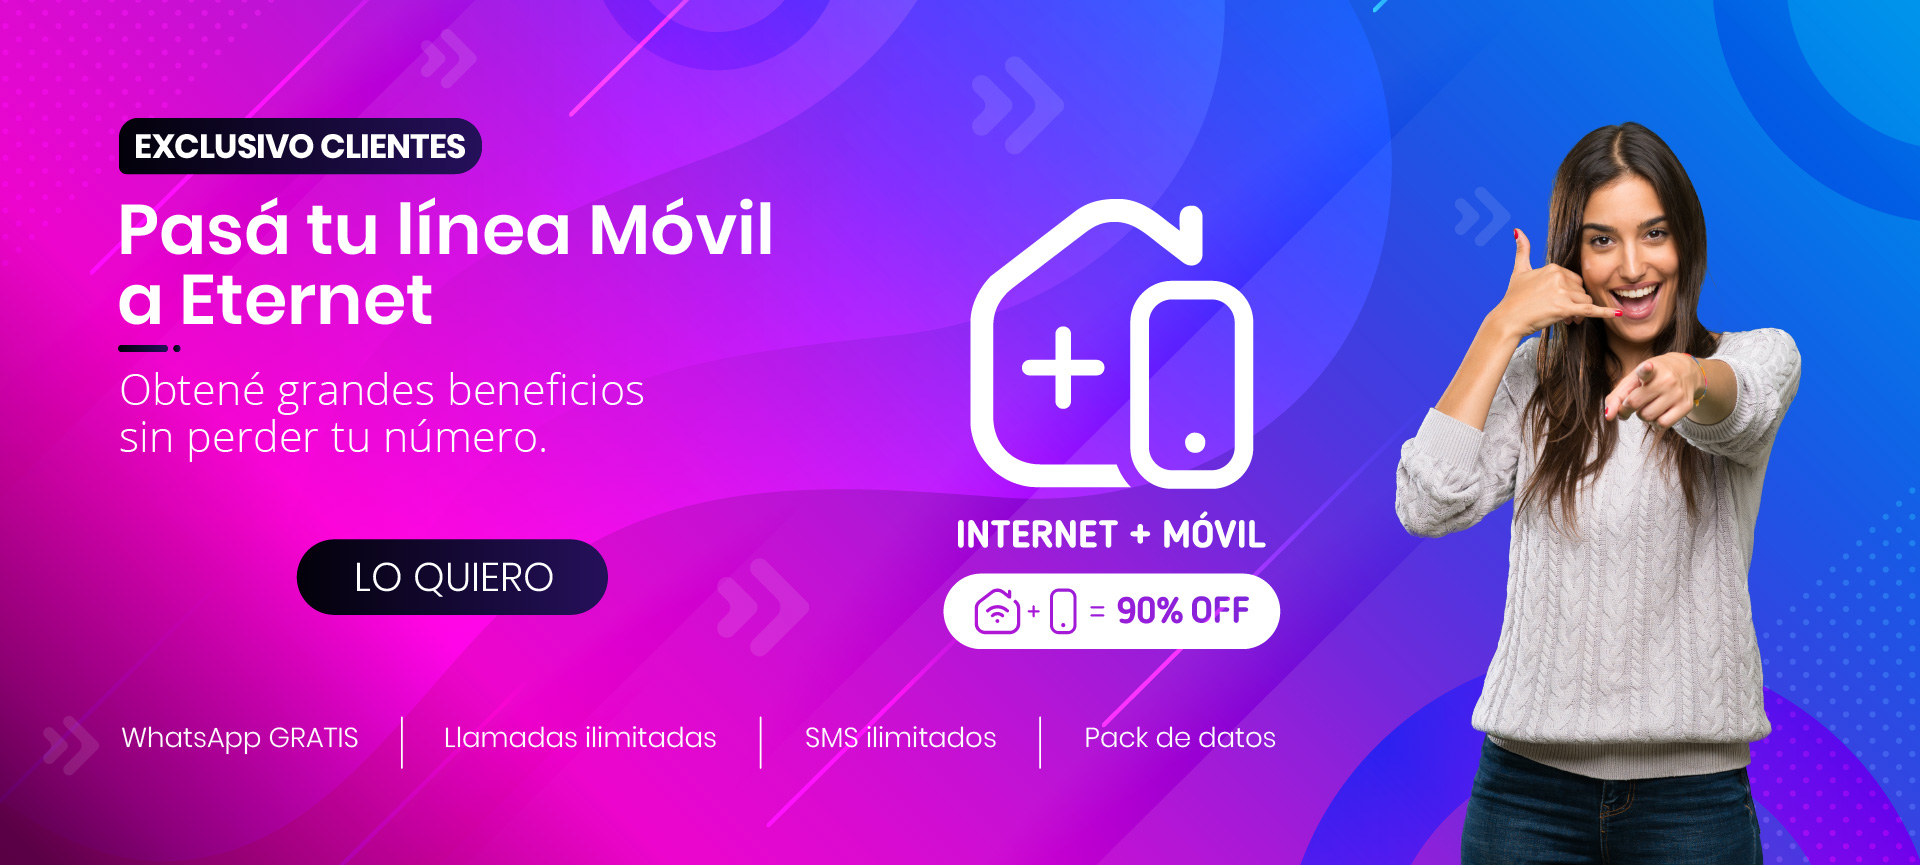 EXCLUSIVO CLIENTES
Pasá tu línea Móvil
a Eternet
Obtené grandes beneficios
sin perder tu número.
LO QUIERO
INTERNET + MÓVIL
+ = 90% OFF
WhatsApp GRATIS
Llamadas ilimitadas
SMS ilimitados
Pack de datos